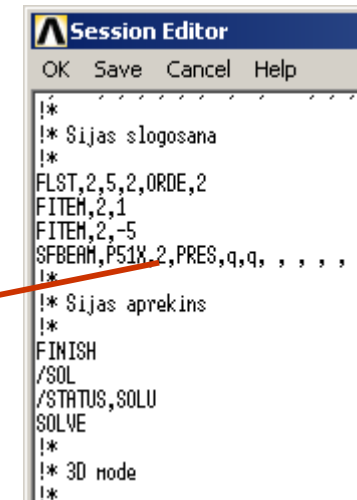 Session Editor
OK Save Cancel Help
!*
!* Sijas slogosana
!*
FLST,2,5,2,ORDE,2
FITEM,2,1
FITEM,2,-5
SFBEAM,P51X,2,PRES,q,q, , , , ,
!*
!* Sijas aprekins
!*
FINISH
/SOL
/STATUS,SOLU
SOLVE
!*
!* 3D mode
!*